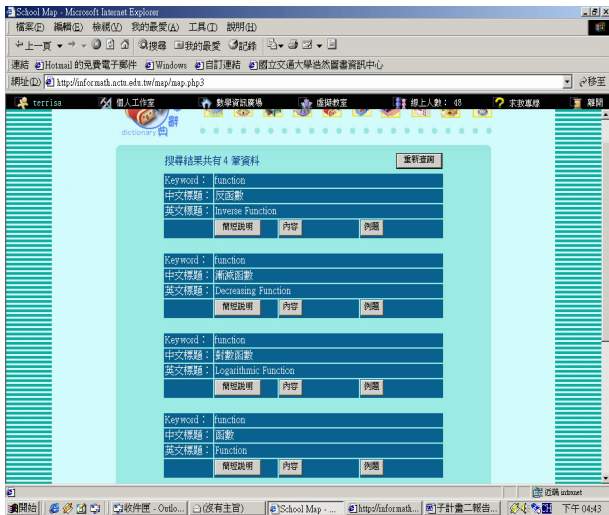 School Map - Microsoft Internet Explorer
檔案(F) 編輯(E) 檢視(V) 我的最愛(A) 工具(T) 說明(H)
上一頁 搜尋 我的最愛 記錄
連結 Hotmail 的免費電子郵件 Windows 自訂連結 國立交通大學浩然圖書資訊中心
網址(D) http://informath.nctu.edu.tw/map/map.php3 移至
terrisa 個人工作室 數學資訊廣場 虛擬教室 線上人數： 48 求救專線 離開
dictionary 辭典
搜尋結果共有 4 筆資料 重新查詢
Keyword： function
中文標題： 反函數
英文標題： Inverse Function
簡短說明 內容 例題
Keyword： function
中文標題： 漸減函數
英文標題： Decreasing Function
簡短說明 內容 例題
Keyword： function
中文標題： 對數函數
英文標題： Logarithmic Function
簡短說明 內容 例題
Keyword： function
中文標題： 函數
英文標題： Function
簡短說明 內容 例題
近端 intranet
開始 收件匣 - Outlo... (沒有主旨) School Map - ... http://informath... 子計畫二報告... 下午 04:43